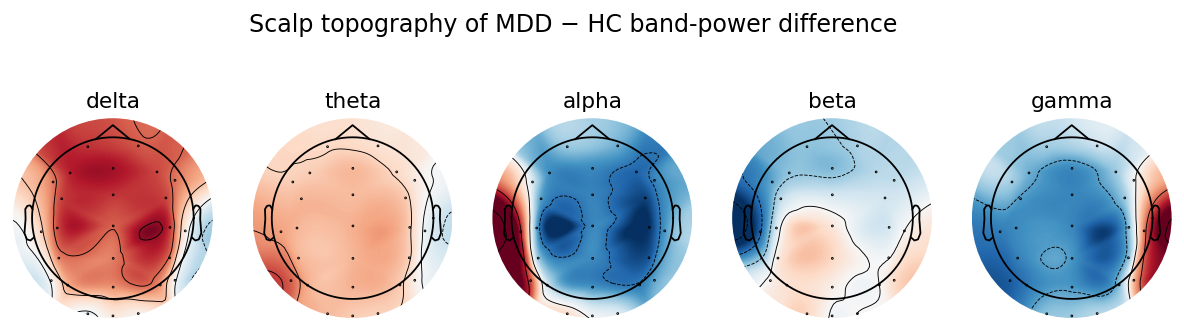 Scalp topography of MDD − HC band-power difference
delta theta alpha beta gamma